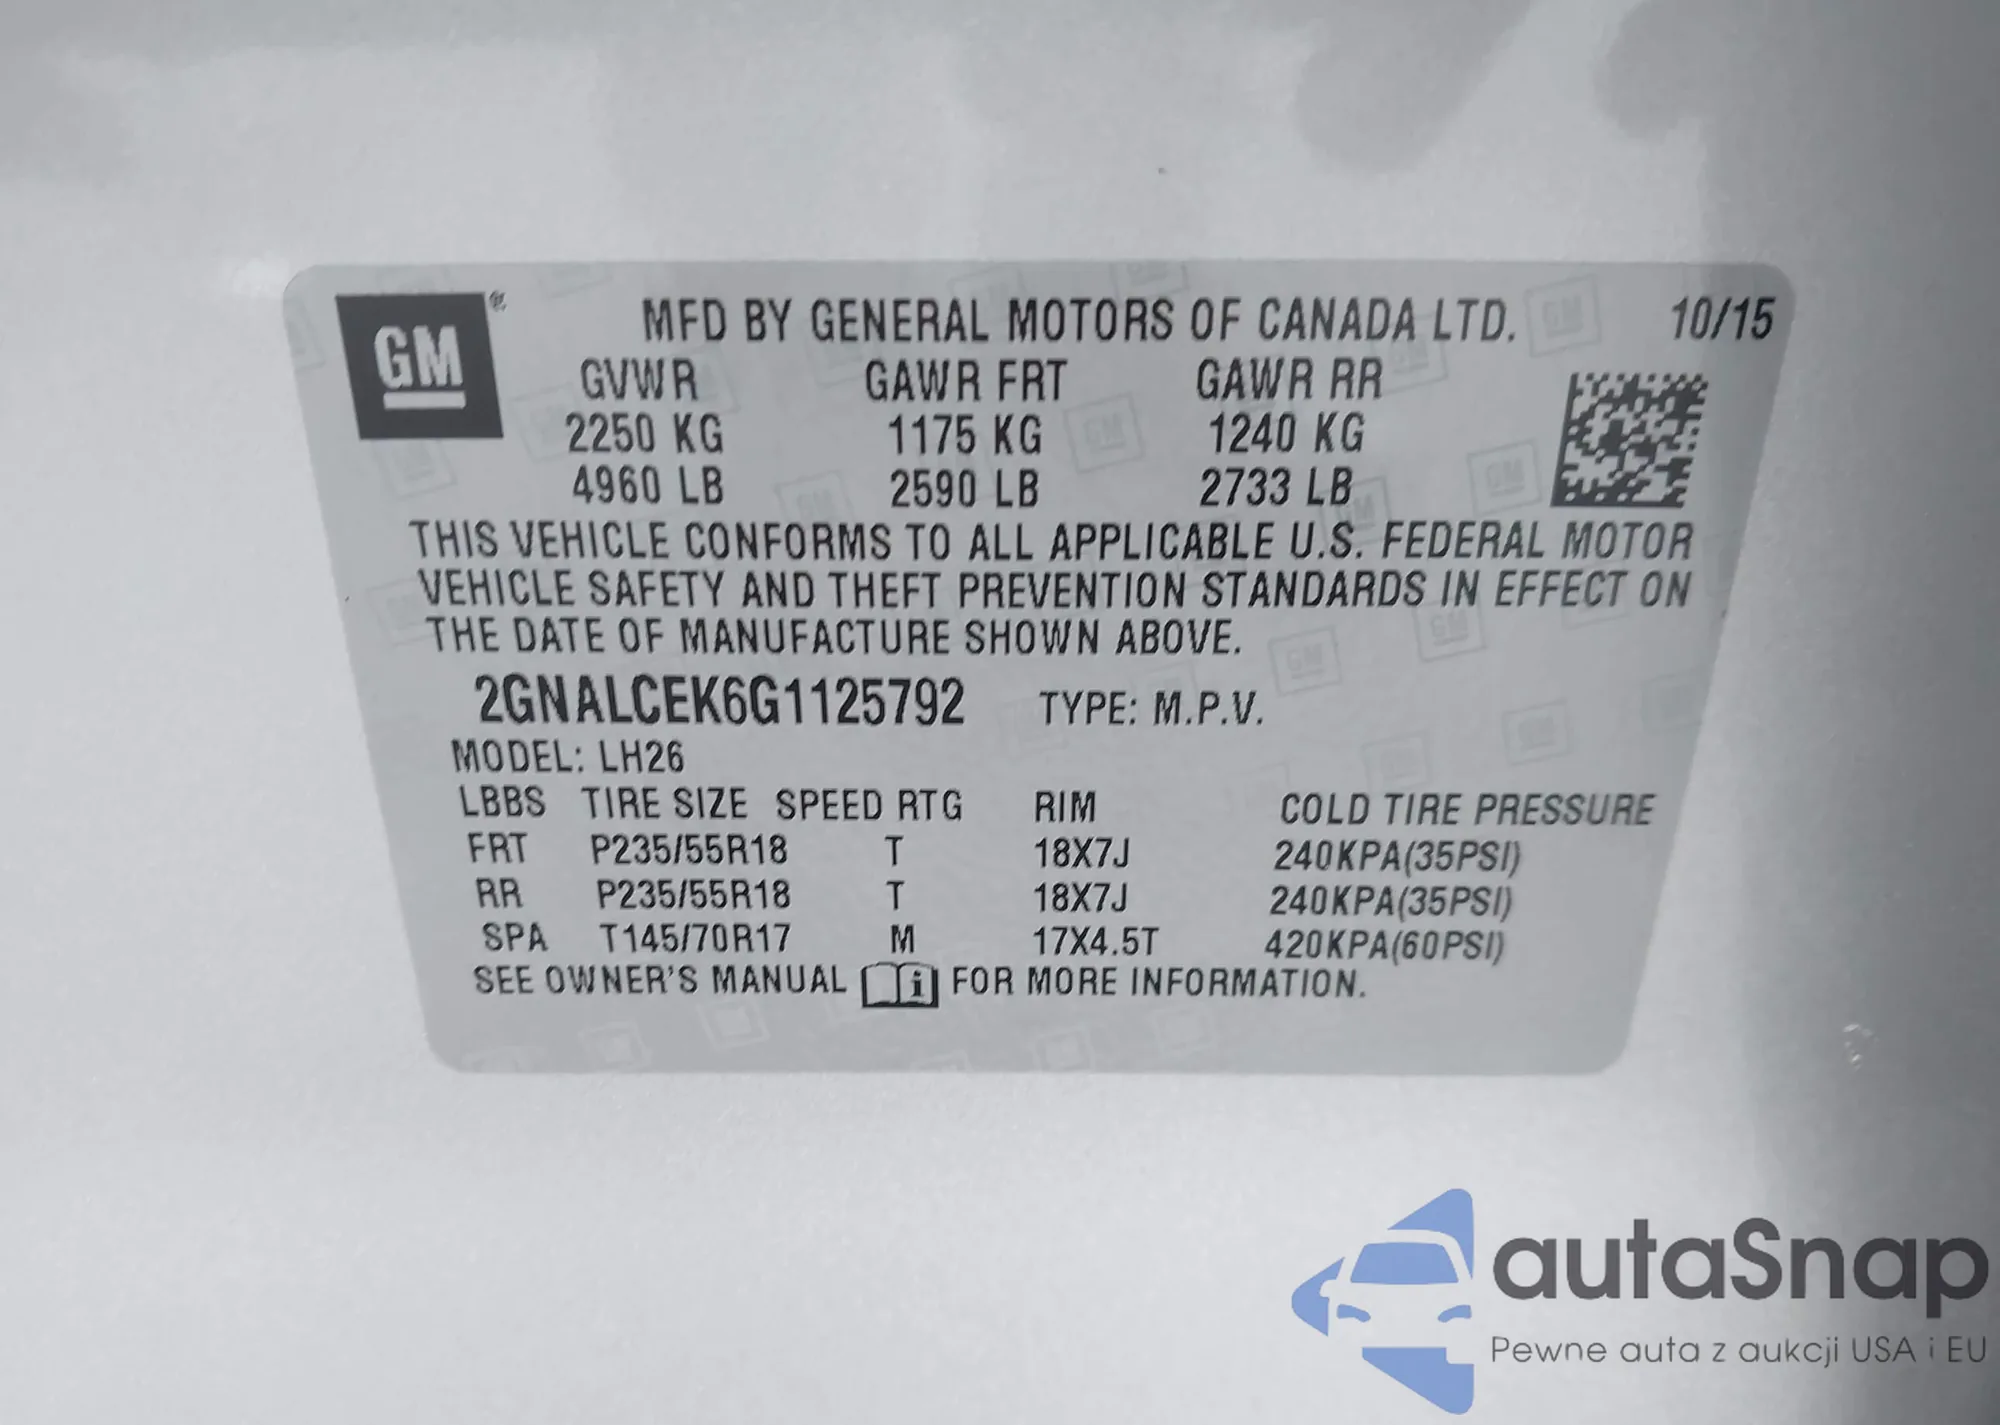 GM
MFD BY GENERAL MOTORS OF CANADA LTD. 10/15
GVWR GAWR FRT GAWR RR
2250 KG 1175 KG 1240 KG
4960 LB 2590 LB 2733 LB
THIS VEHICLE CONFORMS TO ALL APPLICABLE U.S. FEDERAL MOTOR
VEHICLE SAFETY AND THEFT PREVENTION STANDARDS IN EFFECT ON
THE DATE OF MANUFACTURE SHOWN ABOVE.
2GNALCEK6G1125792 TYPE: M.P.V.
MODEL: LH26
LBBS TIRE SIZE SPEED RTG RIM COLD TIRE PRESSURE
FRT P235/55R18 T 18X7J 240KPA(35PSI)
RR P235/55R18 T 18X7J 240KPA(35PSI)
SPA T145/70R17 M 17X4.5T 420KPA(60PSI)
SEE OWNER'S MANUAL i FOR MORE INFORMATION.
autaSnap
Pewne auta z aukcji USA i EU